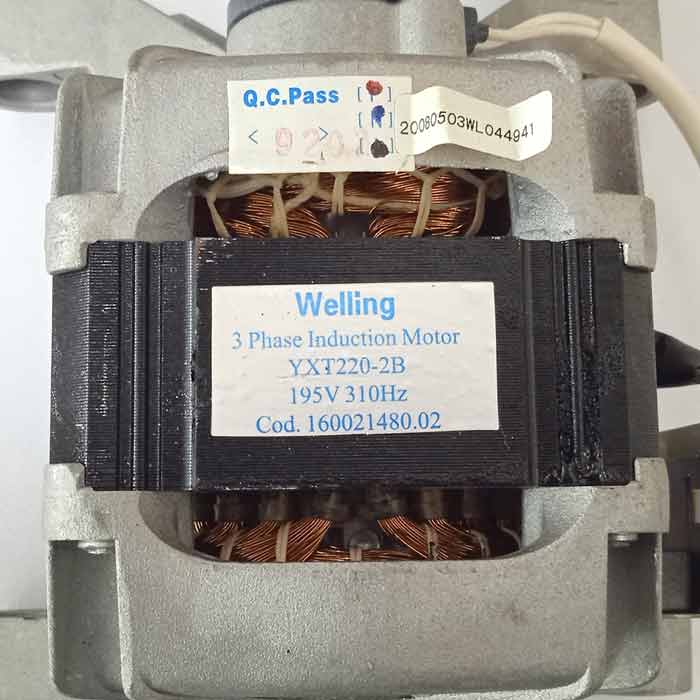 Q.C.Pass
20080503WL044941
Welling
3 Phase Induction Motor
YXT220-2B
195V 310Hz
Cod. 160021480.02